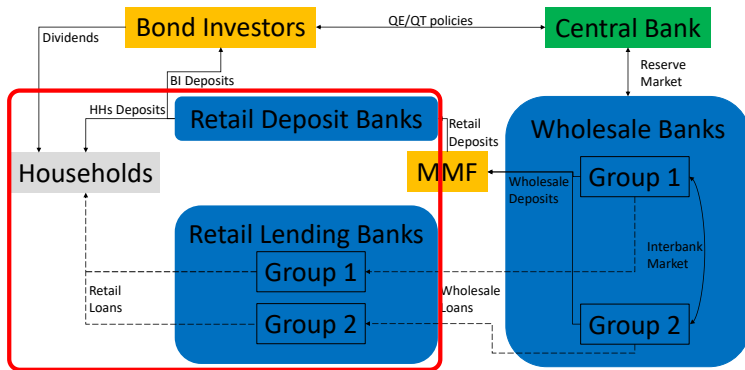 Bond Investors
QE/QT policies
Central Bank
Dividends
BI Deposits
Reserve
Market
HHs Deposits
Retail Deposit Banks
Retail
Deposits
Wholesale Banks
Households
MMF
Wholesale
Deposits
Group 1
Retail Lending Banks
Group 1
Interbank
Market
Retail
Loans
Group 2
Wholesale
Loans
Group 2